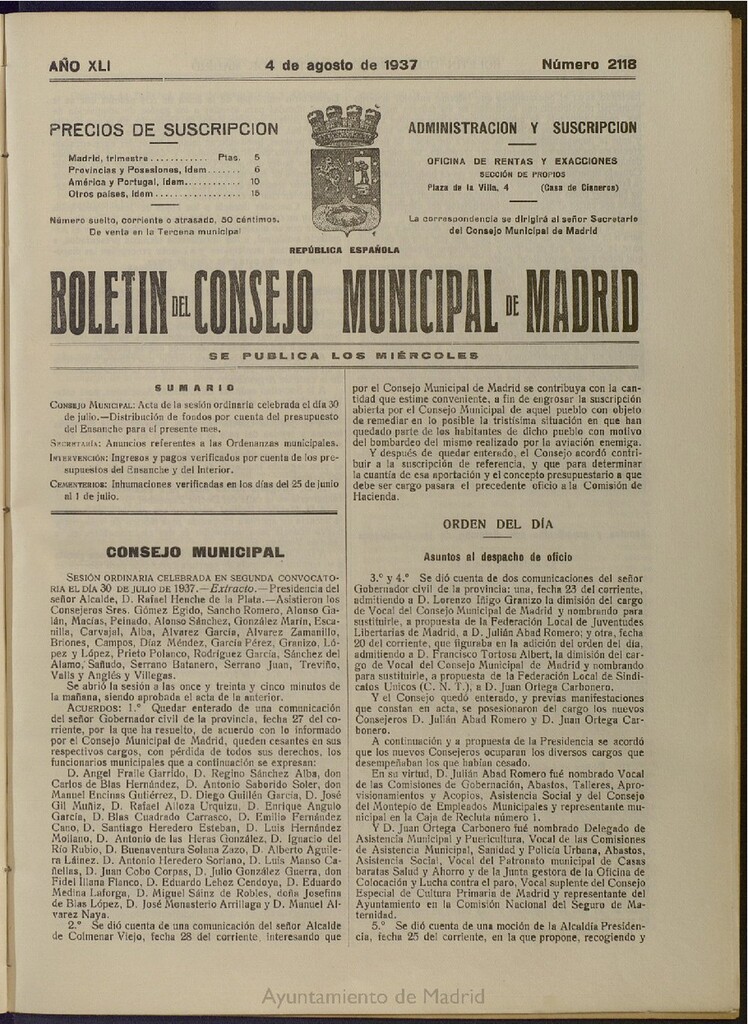 AÑO XLI 4 de agosto de 1937 Número 2118
PRECIOS DE SUSCRIPCION
Madrid, trimestre ............ Ptas. 5
Provincias y Posesiones, idem........ 6
América y Portugal, idem............ 10
Otros países, idem.................. 15
Número suelto, corriente o atrasado, 50 céntimos.
De venta en la Tercena municipal
ADMINISTRACION Y SUSCRIPCION
OFICINA DE RENTAS Y EXACCIONES
SECCIÓN DE PROPIOS
Plaza de la Villa, 4 (Casa de Cisneros)
La correspondencia se dirigirá al señor Secretario
del Consejo Municipal de Madrid
REPÚBLICA ESPAÑOLA
BOLETIN DEL CONSEJO MUNICIPAL DE MADRID
SE PUBLICA LOS MIÉRCOLES
SUMARIO
CONSEJO MUNICIPAL: Acta de la sesión ordinaria celebrada el día 30
de julio.—Distribución de fondos por cuenta del presupuesto
del Ensanche para el presente mes.
SECRETARÍA: Anuncios referentes a las Ordenanzas municipales.
INTERVENCIÓN: Ingresos y pagos verificados por cuenta de los pre-
supuestos del Ensanche y del Interior.
CEMENTERIOS: Inhumaciones verificadas en los días del 25 de junio
al 1 de julio.
CONSEJO MUNICIPAL
SESIÓN ORDINARIA CELEBRADA EN SEGUNDA CONVOCATO-
RIA EL DÍA 30 DE JULIO DE 1937.—Extracto.—Presidencia del
señor Alcalde, D. Rafael Henche de la Plata.—Asistieron los
Consejeros Sres. Gómez Egido, Sancho Romero, Alonso Ga-
lán, Macías, Peinado, Alonso Sánchez, González Marín, Esca-
nilla, Carvajal, Alba, Alvarez García, Alvarez Zamanillo,
Briones, Campos, Díaz Méndez, García Pérez, Granizo, Ló-
pez y López, Prieto Polanco, Rodríguez García, Sánchez del
Alamo, Sañudo, Serrano Batanero, Serrano Juan, Treviño,
Valls y Anglés y Villegas.
Se abrió la sesión a las once y treinta y cinco minutos de
la mañana, siendo aprobada el acta de la anterior.
ACUERDOS: 1.º Quedar enterado de una comunicación
del señor Gobernador civil de la provincia, fecha 27 del co-
rriente, por la que ha resuelto, de acuerdo con lo informado
por el Consejo Municipal de Madrid, queden cesantes en sus
respectivos cargos, con pérdida de todos sus derechos, los
funcionarios municipales que a continuación se expresan:
D. Angel Fraile Garrido, D. Regino Sánchez Alba, don
Carlos de Blas Hernández, D. Antonio Saborido Soler, don
Manuel Encinas Gutiérrez, D. Diego Guillén García, D. José
Gil Muñiz, D. Rafael Alloza Urquizu, D. Enrique Angulo
García, D. Blas Cuadrado Carrasco, D. Emilio Fernández
Cano, D. Santiago Heredero Esteban, D. Luis Hernández
Mollano, D. Antonio de las Heras González, D. Ignacio del
Río Rubio, D. Buenaventura Solana Zazo, D. Alberto Aguile-
ra Láinez, D. Antonio Heredero Soriano, D. Luis Manso Ca-
ñellas, D. Juan Cobo Corpas, D. Julio González Guerra, don
Fidel Illana Flanco, D. Eduardo Lehoz Cendoya, D. Eduardo
Medina Laforga, D. Miguel Sáinz de Robles, doña Josefina
de Blas López, D. José Monasterio Arrillaga y D. Manuel Al-
varez Naya.
2.º Se dió cuenta de una comunicación del señor Alcalde
de Colmenar Viejo, fecha 28 del corriente, interesando que
por el Consejo Municipal de Madrid se contribuya con la can-
tidad que estime conveniente, a fin de engrosar la suscripción
abierta por el Consejo Municipal de aquel pueblo con objeto
de remediar en lo posible la tristísima situación en que han
quedado parte de los habitantes de dicho pueblo con motivo
del bombardeo del mismo realizado por la aviación enemiga.
Y después de quedar enterado, el Consejo acordó contri-
buir a la suscripción de referencia, y que para determinar
la cuantía de esa aportación y el concepto presupuestario a que
debe ser cargo pasara el precedente oficio a la Comisión de
Hacienda.
ORDEN DEL DÍA
Asuntos al despacho de oficio
3.º y 4.º Se dió cuenta de dos comunicaciones del señor
Gobernador civil de la provincia: una, fecha 23 del corriente,
admitiendo a D. Lorenzo Iñigo Granizo la dimisión del cargo
de Vocal del Consejo Municipal de Madrid y nombrando para
sustituirle, a propuesta de la Federación Local de Juventudes
Libertarias de Madrid, a D. Julián Abad Romero; y otra, fecha
20 del corriente, que figuraba en la adición del orden del día,
admitiendo a D. Francisco Tortosa Albert, la dimisión del car-
go de Vocal del Consejo Municipal de Madrid y nombrando
para sustituirle, a propuesta de la Federación Local de Sindi-
catos Unicos (C. N. T.), a D. Juan Ortega Carbonero.
Y el Consejo quedó enterado, y previas manifestaciones
que constan en acta, se posesionaron del cargo los nuevos
Consejeros D. Julián Abad Romero y D. Juan Ortega Car-
bonero.
A continuación y a propuesta de la Presidencia se acordó
que los nuevos Consejeros ocuparan los diversos cargos que
desempeñaban los que habían cesado.
En su virtud, D. Julián Abad Romero fué nombrado Vocal
de las Comisiones de Gobernación, Abastos, Talleres, Apro-
visionamientos y Acopios, Asistencia Social y del Consejo
del Montepío de Empleados Municipales y representante mu-
nicipal en la Caja de Recluta número 1.
Y D. Juan Ortega Carbonero fué nombrado Delegado de
Asistencia Municipal y Puericultura, Vocal de las Comisiones
de Asistencia Municipal, Sanidad y Policía Urbana, Abastos,
Asistencia Social, Vocal del Patronato municipal de Casas
baratas Salud y Ahorro y de la Junta gestora de la Oficina de
Colocación y Lucha contra el paro, Vocal suplente del Consejo
Especial de Cultura Primaria de Madrid y representante del
Ayuntamiento en la Comisión Nacional del Seguro de Ma-
ternidad.
5.º Se dió cuenta de una moción de la Alcaldía Presiden-
cia, fecha 25 del corriente, en la que propone, recogiendo y
Ayuntamiento de Madrid